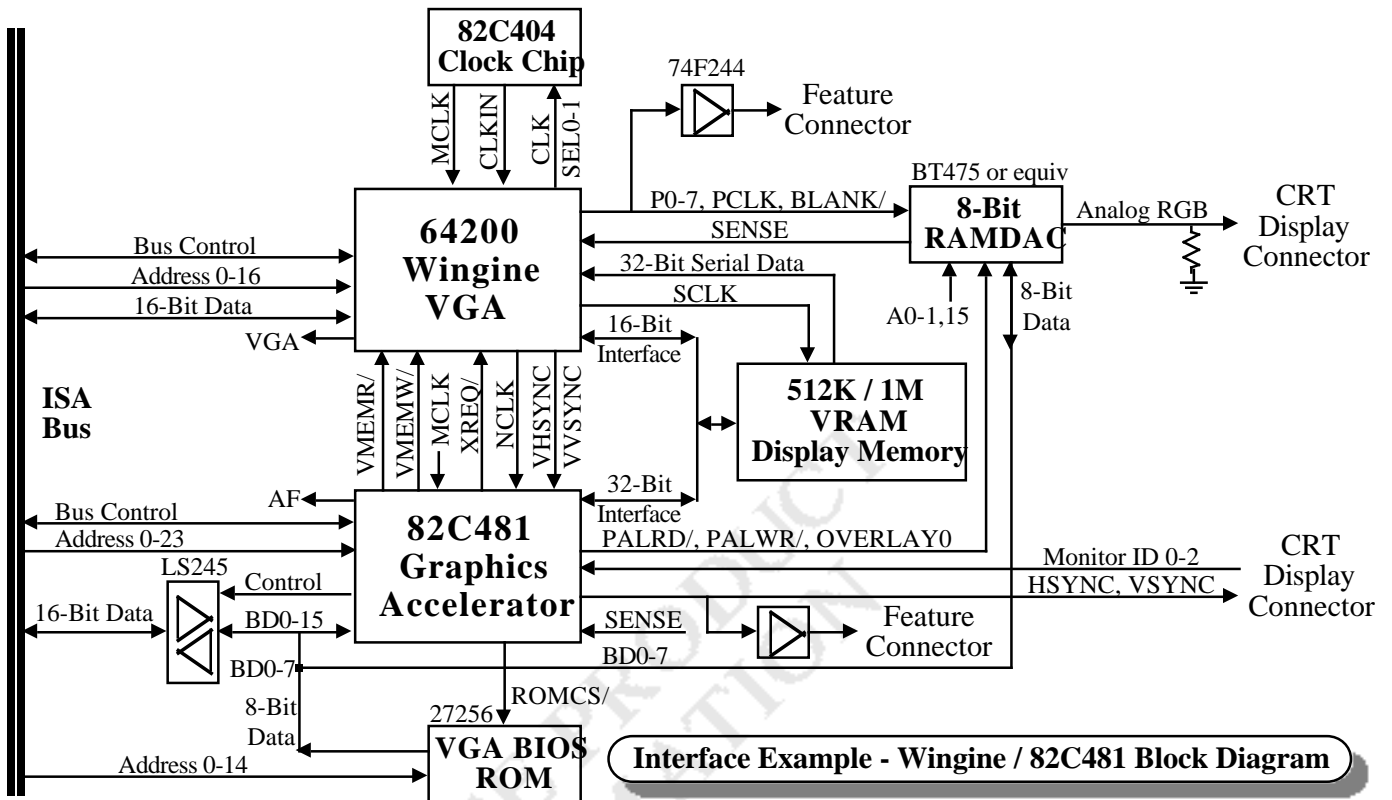 82C404
Clock Chip
MCLK
CLKIN
CLK
SEL0-1
74F244
Feature
Connector
BT475 or equiv
P0-7, PCLK, BLANK/
8-Bit
RAMDAC
Analog RGB
CRT
Display
Connector
64200
Wingine
VGA
SENSE
32-Bit Serial Data
SCLK
Bus Control
Address 0-16
16-Bit Data
VGA
16-Bit
Interface
A0-1,15
8-Bit
Data
ISA
Bus
VMEMR/
VMEMW/
MCLK
XREQ/
NCLK
VHSYNC
VVSYNC
512K / 1M
VRAM
Display Memory
AF
32-Bit
Interface
Bus Control
Address 0-23
82C481
Graphics
Accelerator
PALRD/, PALWR/, OVERLAY0
Monitor ID 0-2
HSYNC, VSYNC
CRT
Display
Connector
LS245
Control
16-Bit Data
BD0-15
SENSE
Feature
Connector
BD0-7
BD0-7
8-Bit
Data
ROMCS/
27256
VGA BIOS
ROM
Address 0-14
Interface Example - Wingine / 82C481 Block Diagram